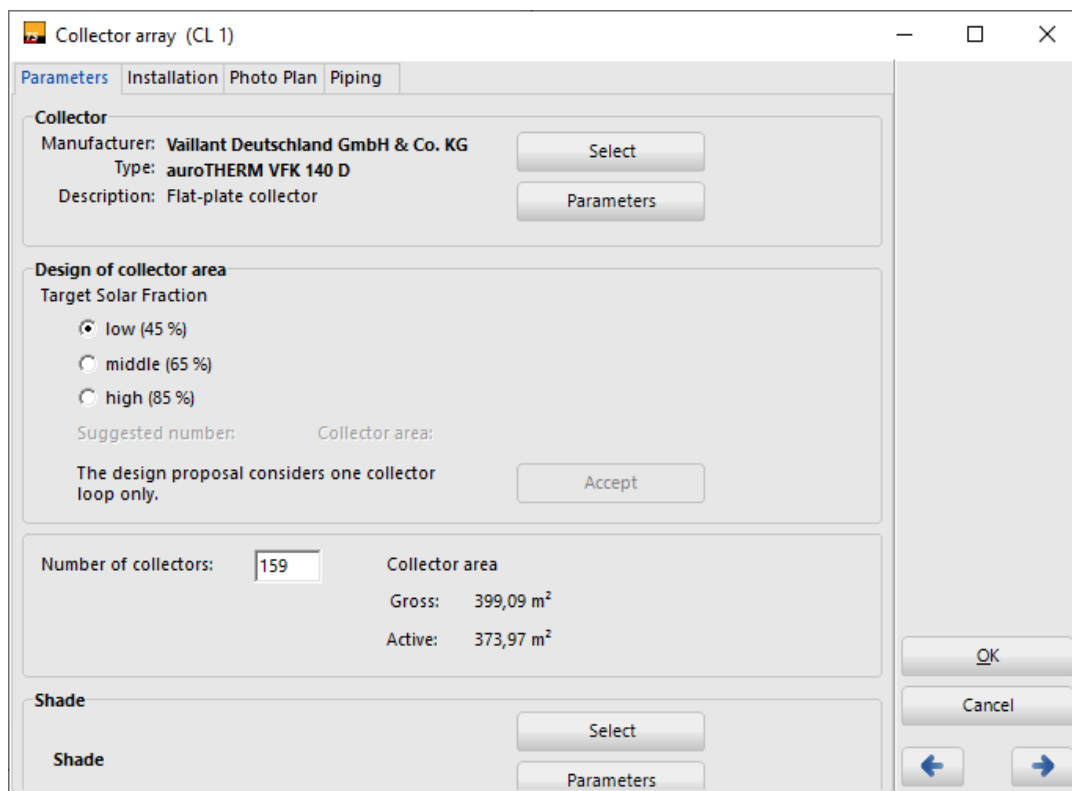 TS Collector array (CL 1)
Parameters Installation Photo Plan Piping
Collector
Manufacturer: Vaillant Deutschland GmbH & Co. KG
Select
Type: auroTHERM VFK 140 D
Description: Flat-plate collector
Parameters
Design of collector area
Target Solar Fraction
low (45 %)
middle (65 %)
high (85 %)
Suggested number: Collector area:
The design proposal considers one collector
loop only.
Accept
Number of collectors: 159 Collector area
Gross: 399,09 m²
Active: 373,97 m²
OK
Shade
Cancel
Select
Shade
Parameters